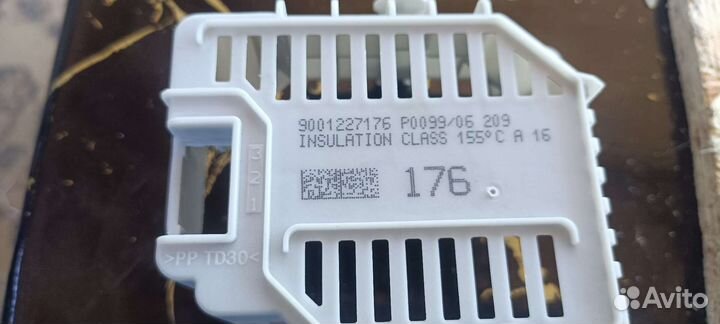 9001227176 P0099/06 209
INSULATION CLASS 155°C A 16
176
3
2
1
>PP TD30<
Avito